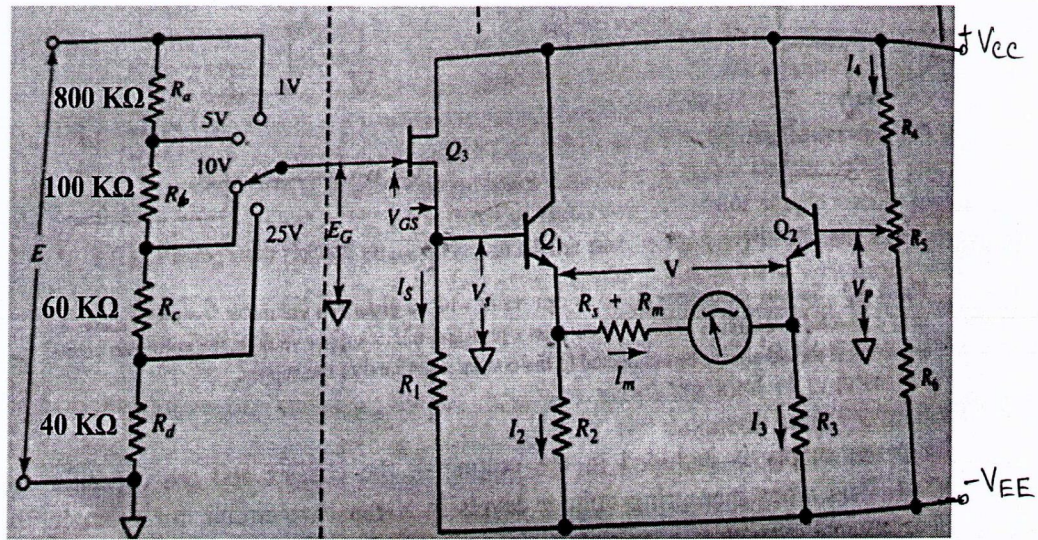 + VCC
I4
800 KΩ
Ra
1V
5V
R4
Q3
10V
100 KΩ
Rb
VGS
EG
25V
Q1
Q2
R5
E
V
IS
Vs
VP
60 KΩ
Rc
Rs + Rm
Im
R1
R6
40 KΩ
Rd
I2
R2
I3
R3
-VEE